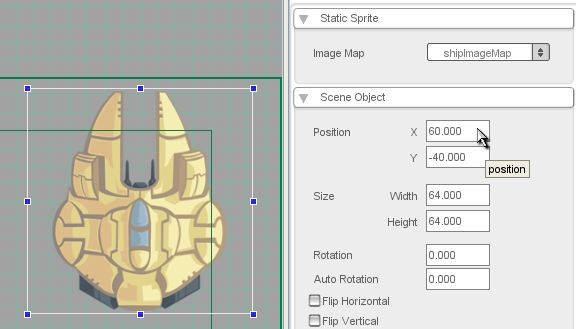 Static Sprite
Image Map shipImageMap
Scene Object
Position X 60.000
Y -40.000
position
Size Width 64.000
Height 64.000
Rotation 0.000
Auto Rotation 0.000
Flip Horizontal
Flip Vertical